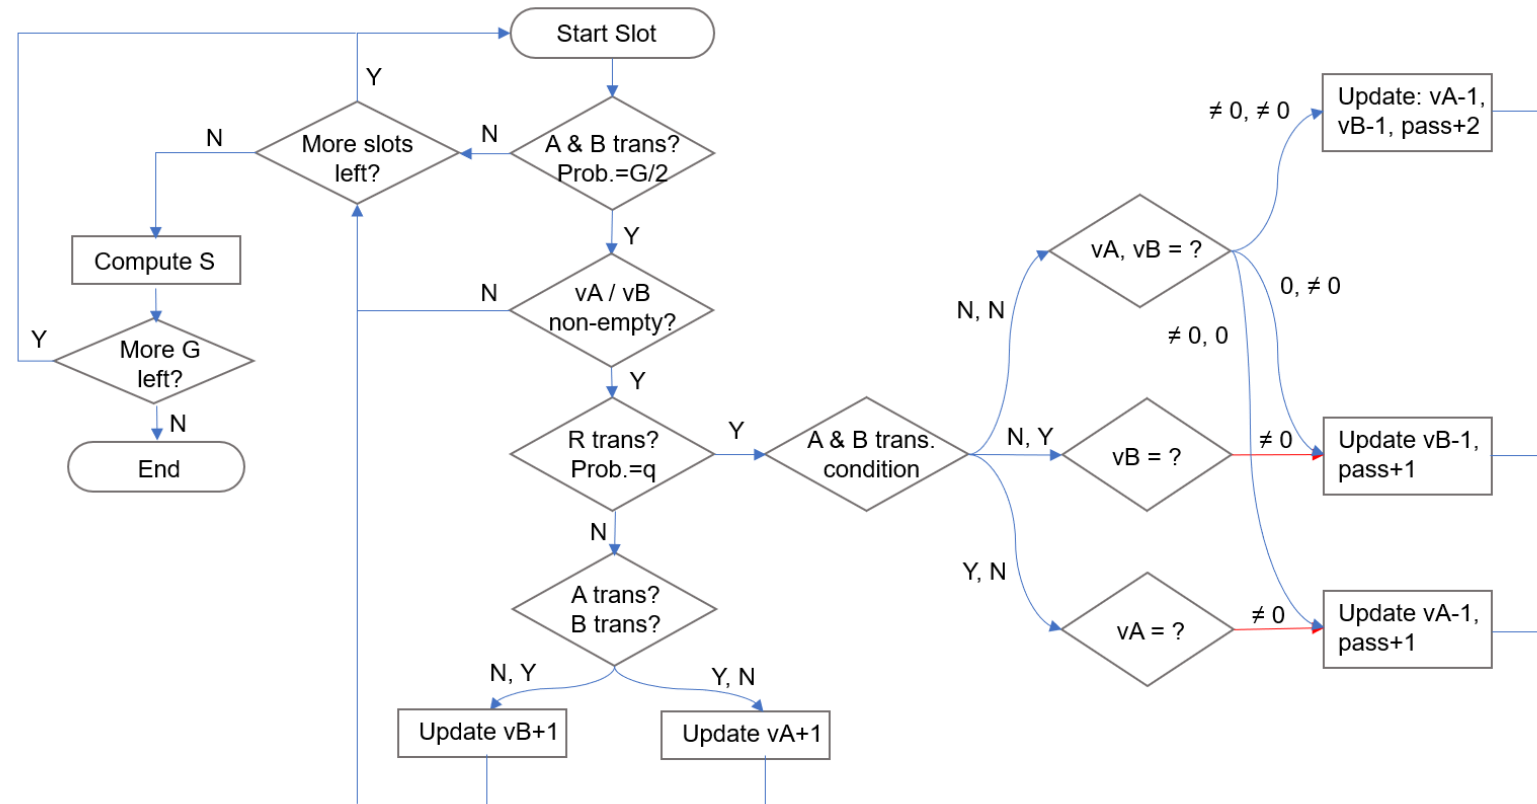 Start Slot
Y
N
More slots
left?
N
A & B trans?
Prob.=G/2
≠ 0, ≠ 0
Update: vA-1,
vB-1, pass+2
Y
Compute S
N
vA / vB
non-empty?
vA, vB = ?
0, ≠ 0
N, N
≠ 0, 0
Y
More G
left?
Y
N
End
R trans?
Prob.=q
Y
A & B trans.
condition
N, Y
vB = ?
≠ 0
Update vB-1,
pass+1
N
A trans?
B trans?
Y, N
vA = ?
≠ 0
Update vA-1,
pass+1
N, Y
Y, N
Update vB+1
Update vA+1